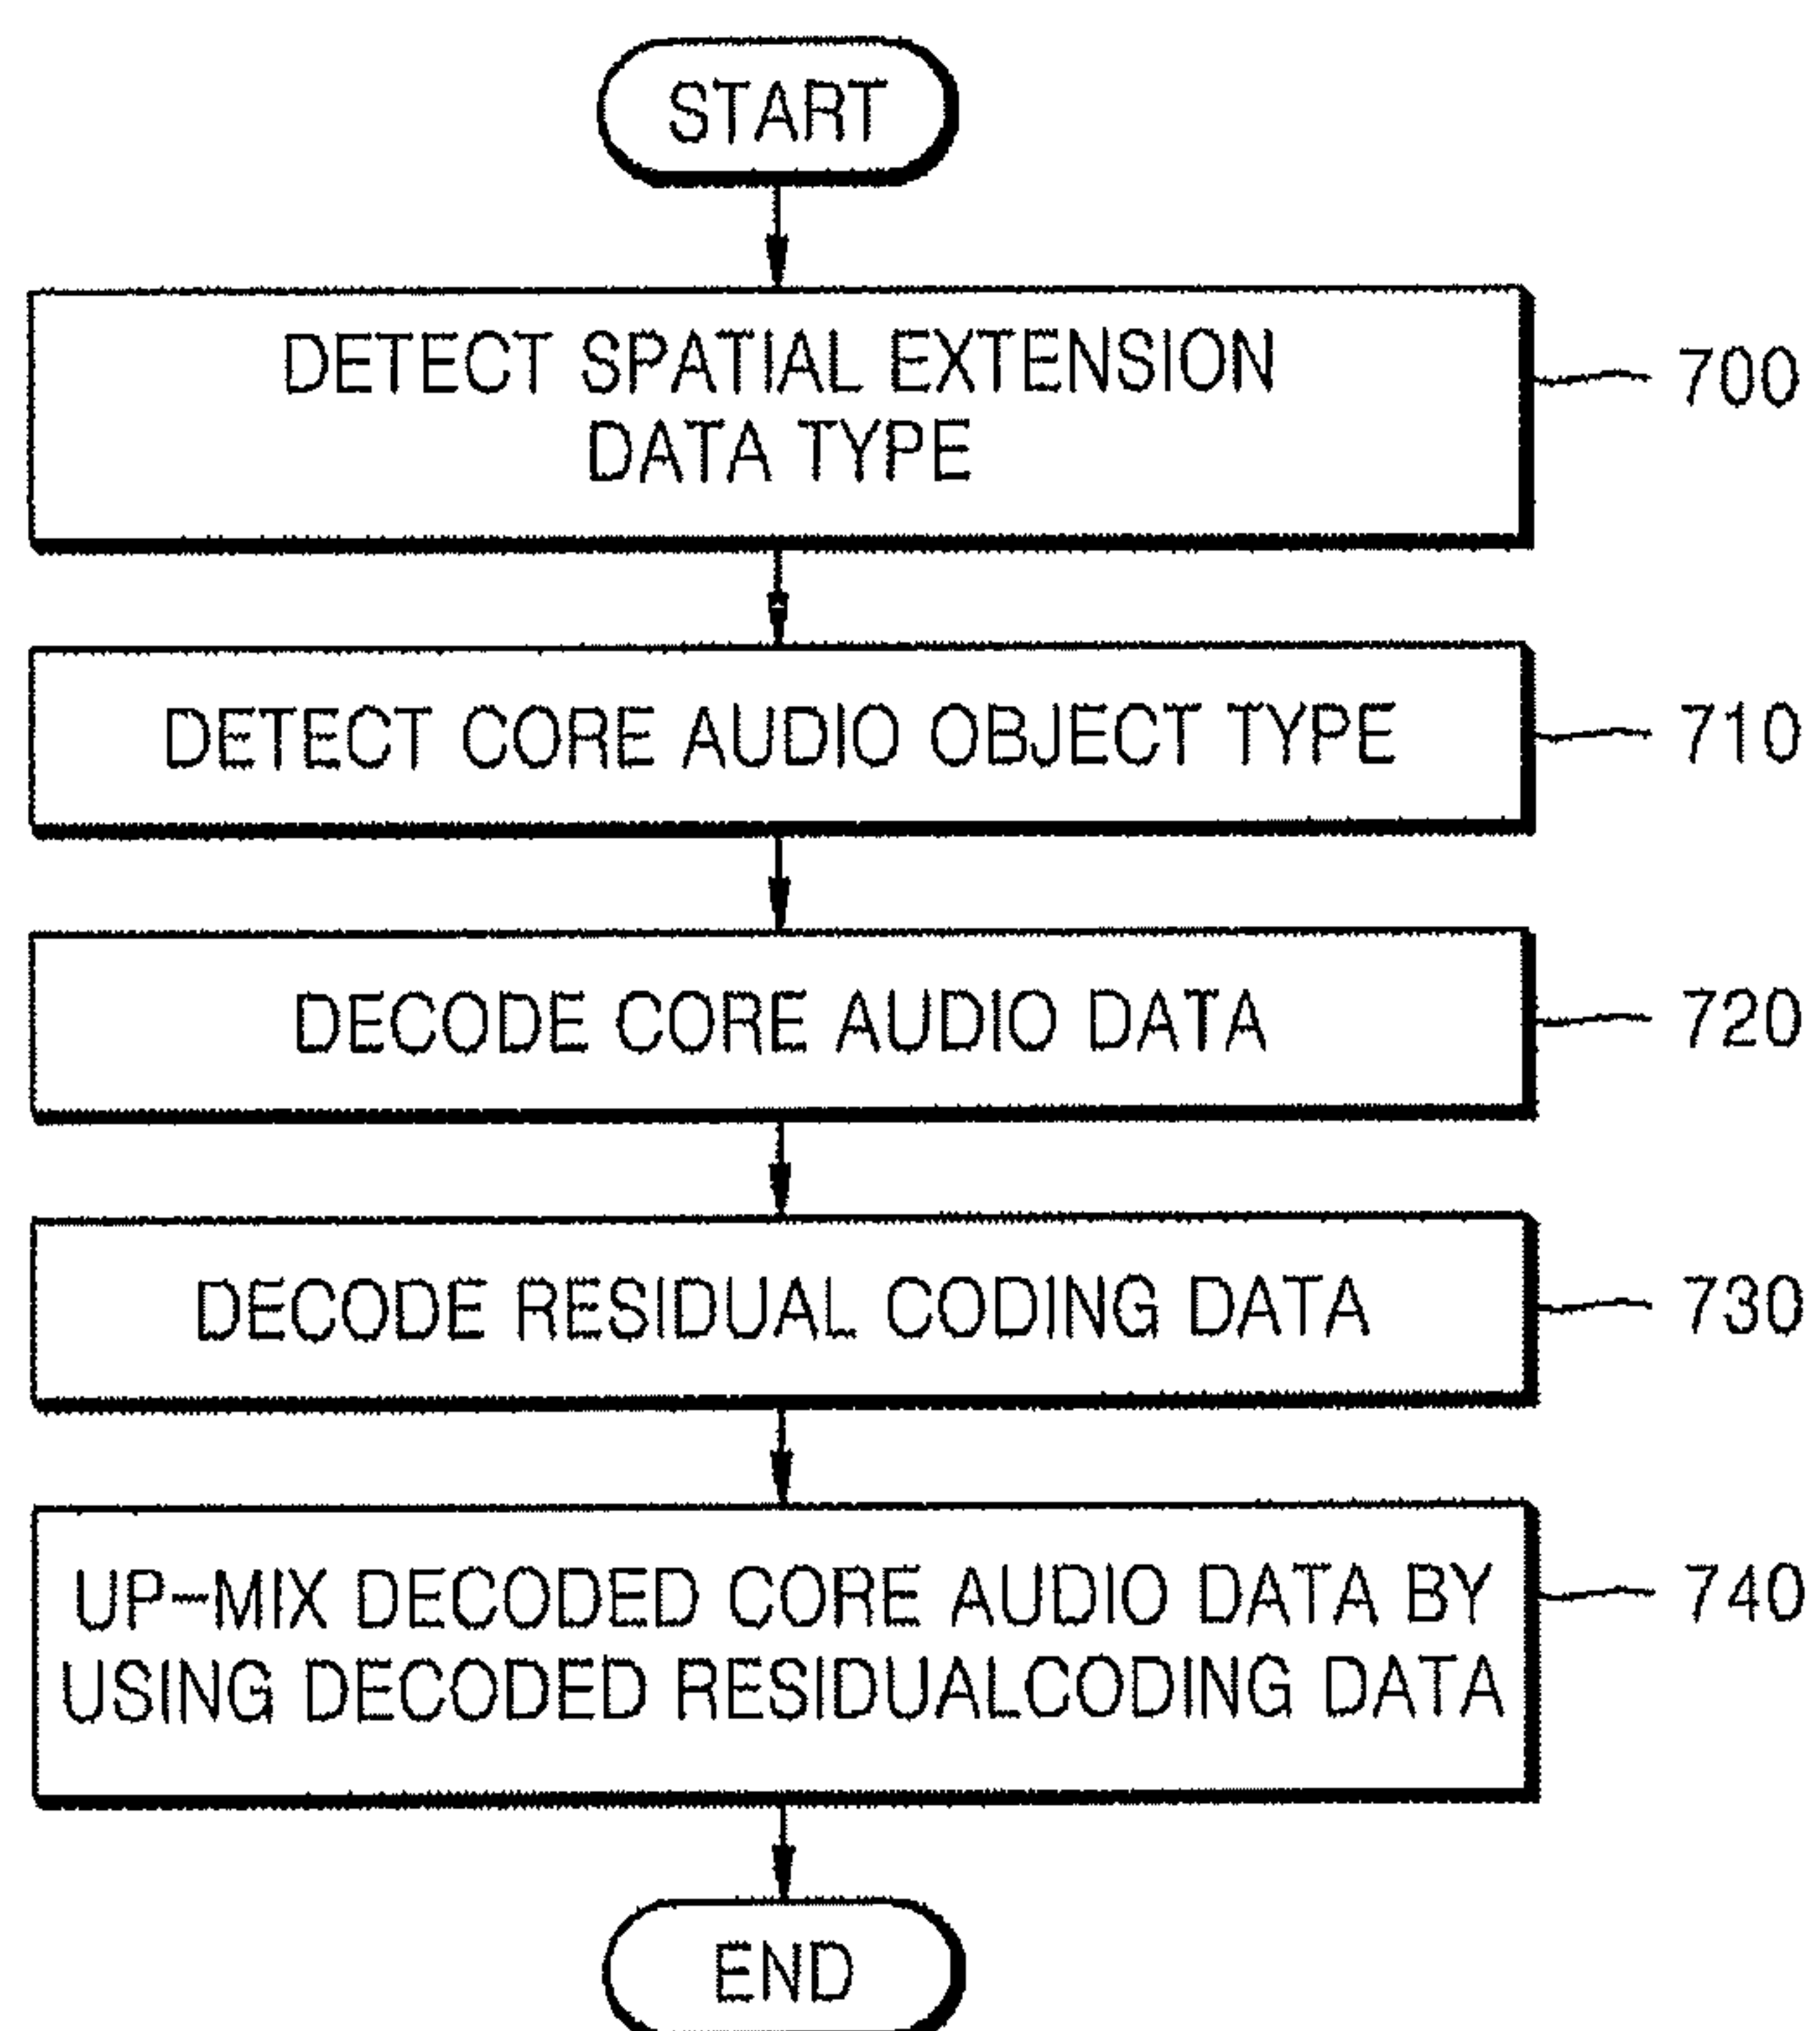 START
DETECT SPATIAL EXTENSION
DATA TYPE
700
DETECT CORE AUDIO OBJECT TYPE
710
DECODE CORE AUDIO DATA
720
DECODE RESIDUAL CODING DATA
730
UP-MIX DECODED CORE AUDIO DATA BY
USING DECODED RESIDUALCODING DATA
740
END